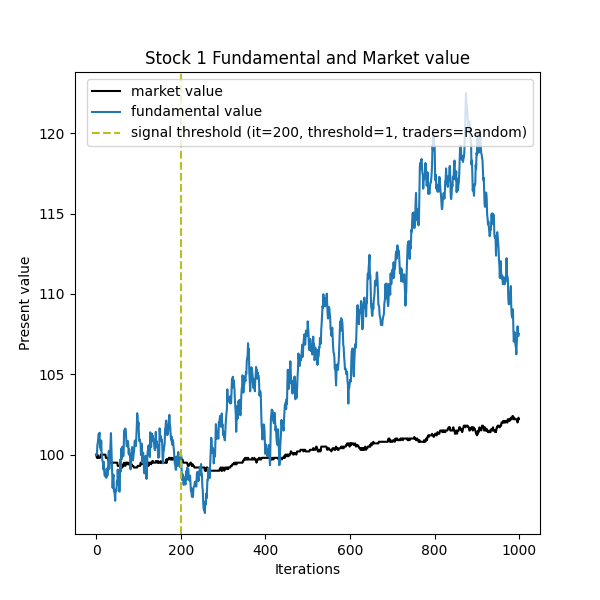 Stock 1 Fundamental and Market value
market value
fundamental value
signal threshold (it=200, threshold=1, traders=Random)
Present value
120
115
110
105
100
0 200 400 600 800 1000
Iterations